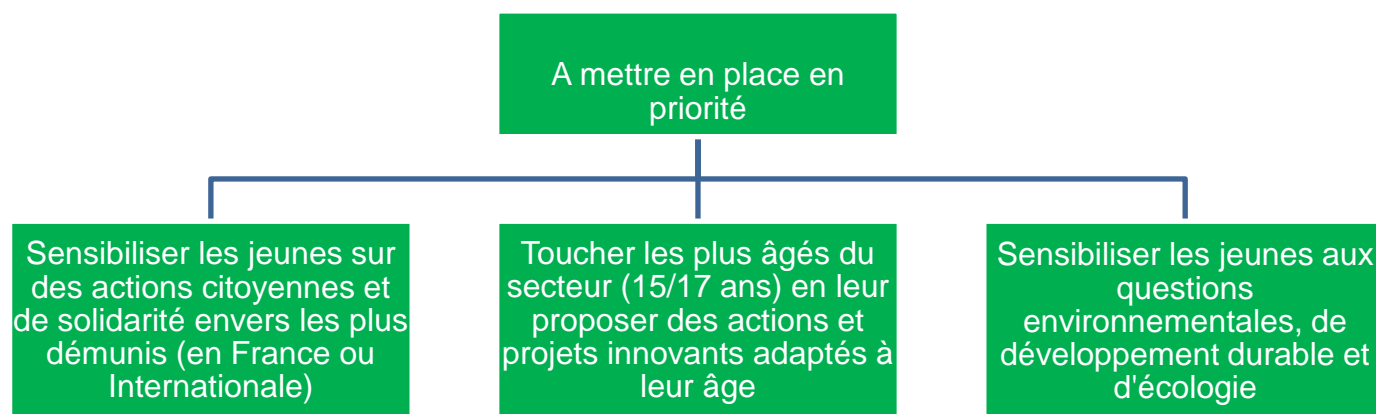 A mettre en place en
priorité
Sensibiliser les jeunes sur
des actions citoyennes et
de solidarité envers les plus
démunis (en France ou
Internationale)
Toucher les plus âgés du
secteur (15/17 ans) en leur
proposer des actions et
projets innovants adaptés à
leur âge
Sensibiliser les jeunes aux
questions
environnementales, de
développement durable et
d'écologie